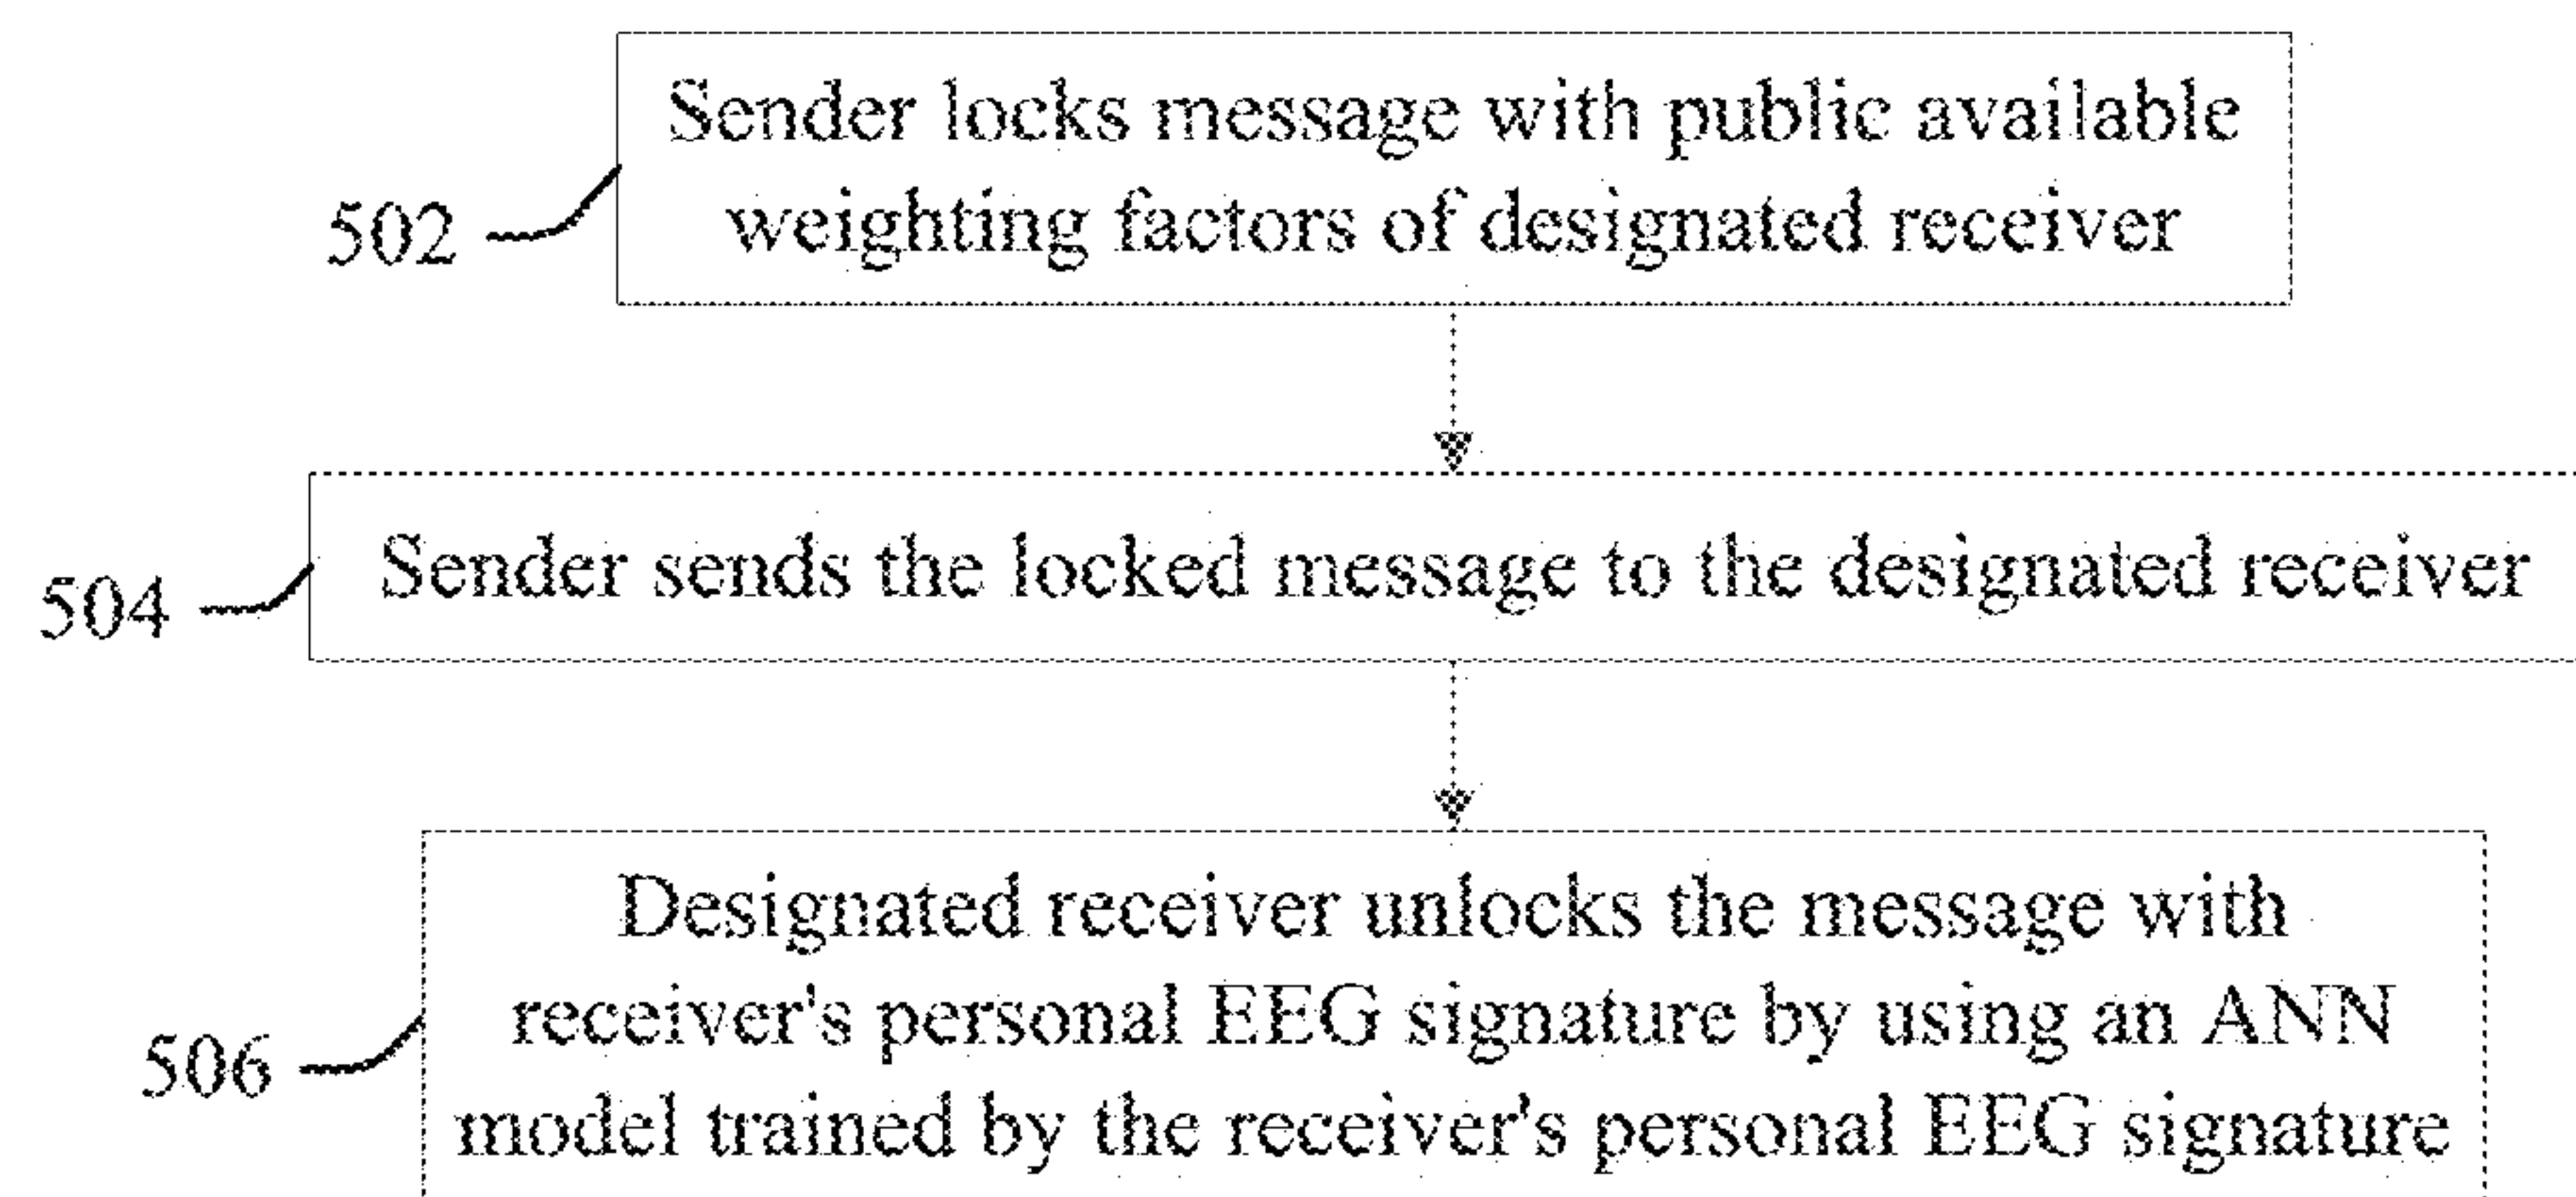 Sender locks message with public available
502
weighting factors of designated receiver
504
Sender sends the locked message to the designated receiver
Designated receiver unlocks the message with
506
receiver's personal EEG signature by using an ANN
model trained by the receiver's personal EEG signature